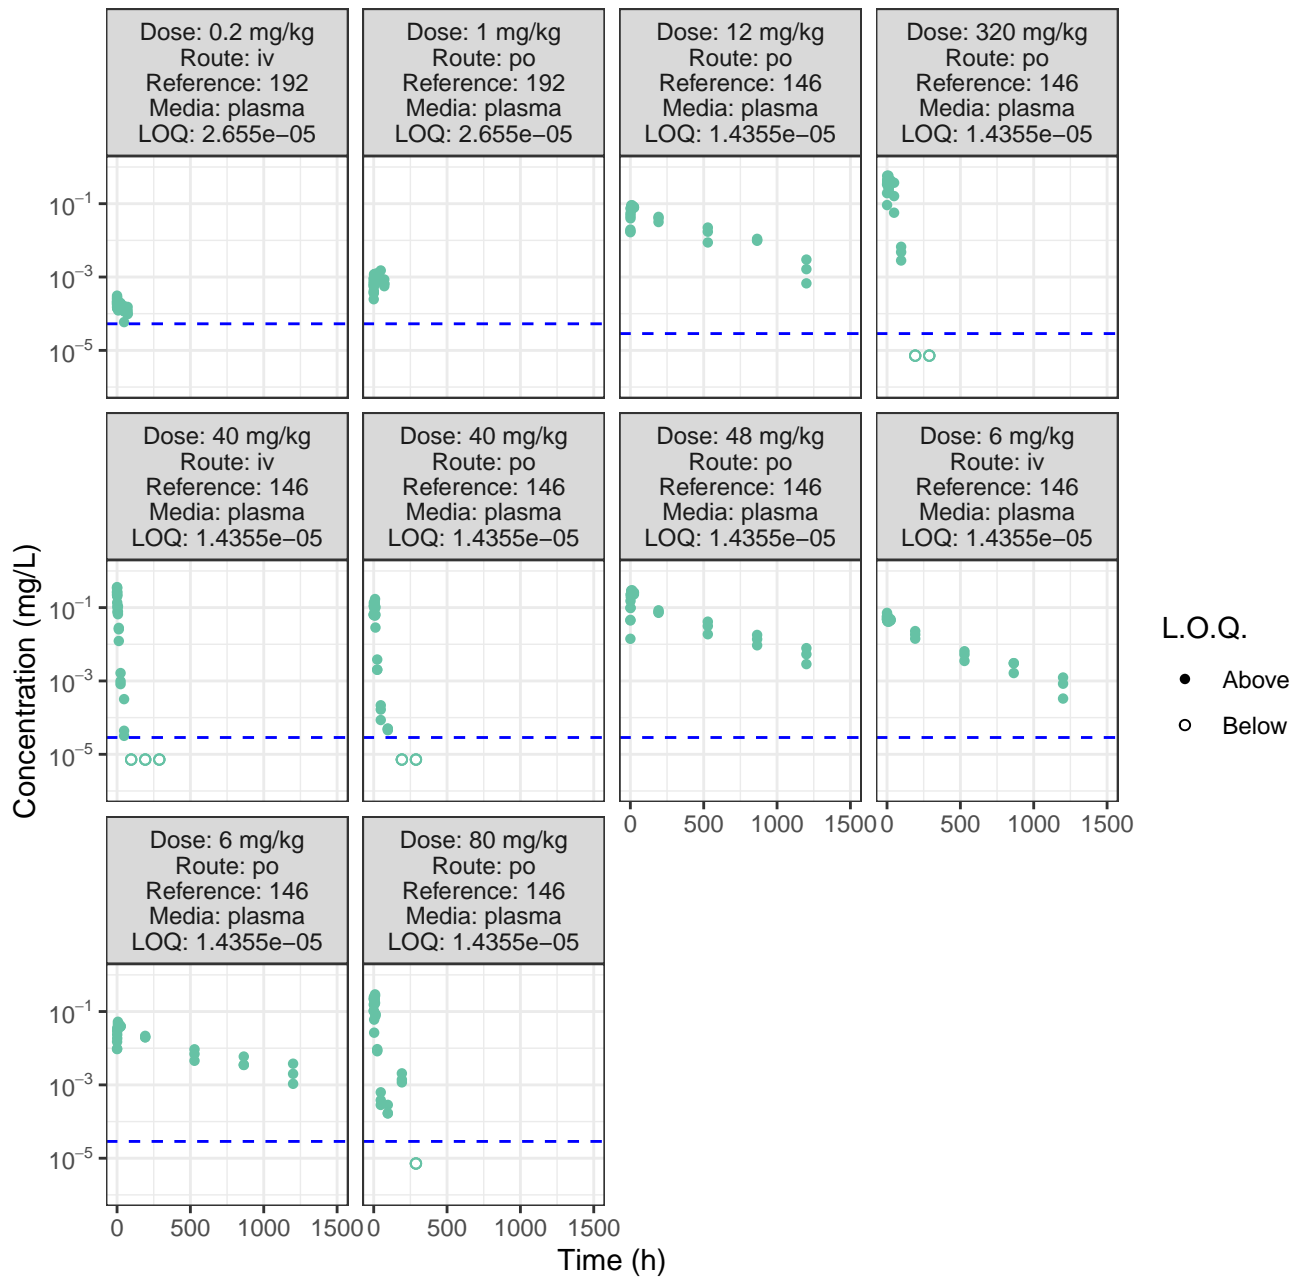 Dose: 0.2 mg/kg
Route: iv
Reference: 192
Media: plasma
LOQ: 2.655e−05
Dose: 1 mg/kg
Route: po
Reference: 192
Media: plasma
LOQ: 2.655e−05
Dose: 12 mg/kg
Route: po
Reference: 146
Media: plasma
LOQ: 1.4355e−05
Dose: 320 mg/kg
Route: po
Reference: 146
Media: plasma
LOQ: 1.4355e−05
10⁻¹
10⁻³
10⁻⁵
Dose: 40 mg/kg
Route: iv
Reference: 146
Media: plasma
LOQ: 1.4355e−05
Dose: 40 mg/kg
Route: po
Reference: 146
Media: plasma
LOQ: 1.4355e−05
Dose: 48 mg/kg
Route: po
Reference: 146
Media: plasma
LOQ: 1.4355e−05
Dose: 6 mg/kg
Route: iv
Reference: 146
Media: plasma
LOQ: 1.4355e−05
10⁻¹
10⁻³
10⁻⁵
0 500 1000 1500
0 500 1000 1500
Dose: 6 mg/kg
Route: po
Reference: 146
Media: plasma
LOQ: 1.4355e−05
Dose: 80 mg/kg
Route: po
Reference: 146
Media: plasma
LOQ: 1.4355e−05
10⁻¹
10⁻³
10⁻⁵
0 500 1000 1500
0 500 1000 1500
Time (h)
Concentration (mg/L)
L.O.Q.
Above
Below